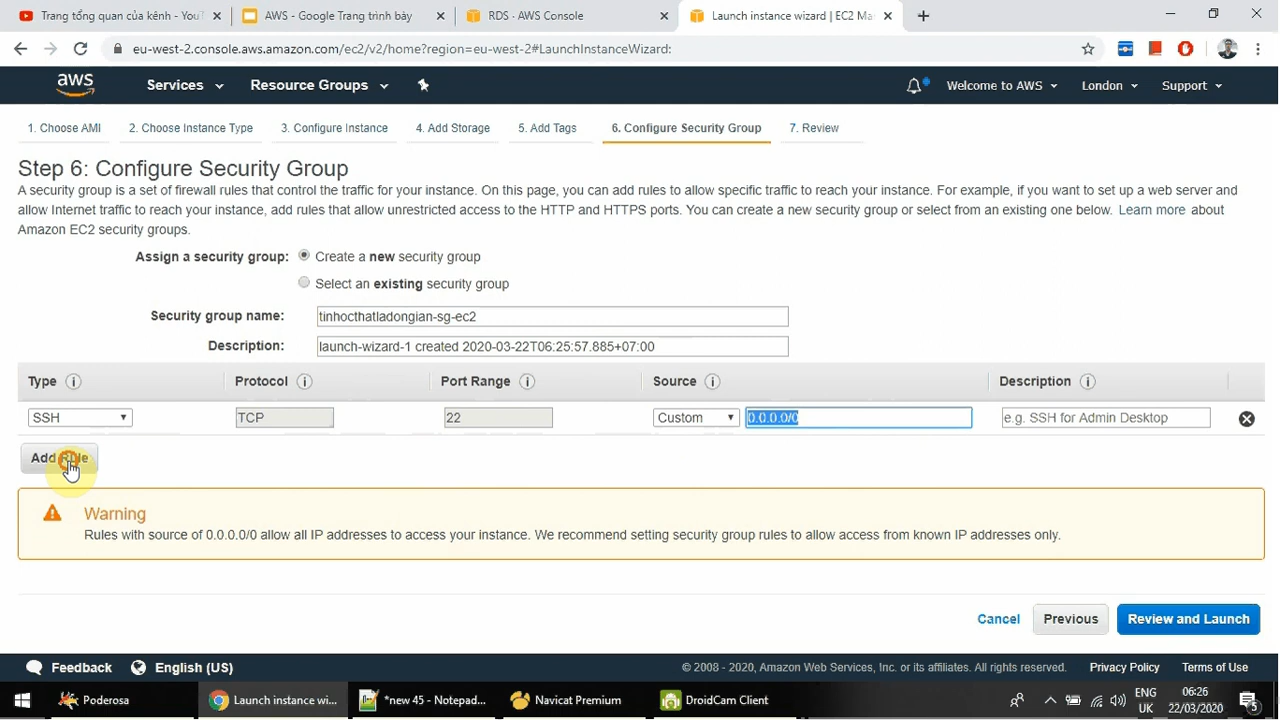 Trang tổng quan của kênh - YouT
AWS - Google Trang trình bày
RDS · AWS Console
Launch instance wizard | EC2 Ma
eu-west-2.console.aws.amazon.com/ec2/v2/home?region=eu-west-2#LaunchInstanceWizard:
aws
Services
Resource Groups
Welcome to AWS
London
Support
1. Choose AMI
2. Choose Instance Type
3. Configure Instance
4. Add Storage
5. Add Tags
6. Configure Security Group
7. Review
Step 6: Configure Security Group
A security group is a set of firewall rules that control the traffic for your instance. On this page, you can add rules to allow specific traffic to reach your instance. For example, if you want to set up a web server and
allow Internet traffic to reach your instance, add rules that allow unrestricted access to the HTTP and HTTPS ports. You can create a new security group or select from an existing one below. Learn more about
Amazon EC2 security groups.
Assign a security group:
Create a new security group
Select an existing security group
Security group name:
tinhocthatladongian-sg-ec2
Description:
launch-wizard-1 created 2020-03-22T06:25:57.885+07:00
Type
Protocol
Port Range
Source
Description
SSH
TCP
22
Custom
0.0.0.0/0
e.g. SSH for Admin Desktop
Add Rule
Warning
Rules with source of 0.0.0.0/0 allow all IP addresses to access your instance. We recommend setting security group rules to allow access from known IP addresses only.
Cancel
Previous
Review and Launch
Feedback
English (US)
© 2008 - 2020, Amazon Web Services, Inc. or its affiliates. All rights reserved.
Privacy Policy
Terms of Use
Poderosa
Launch instance wi...
*new 45 - Notepad...
Navicat Premium
DroidCam Client
ENG
UK
06:26
22/03/2020
5